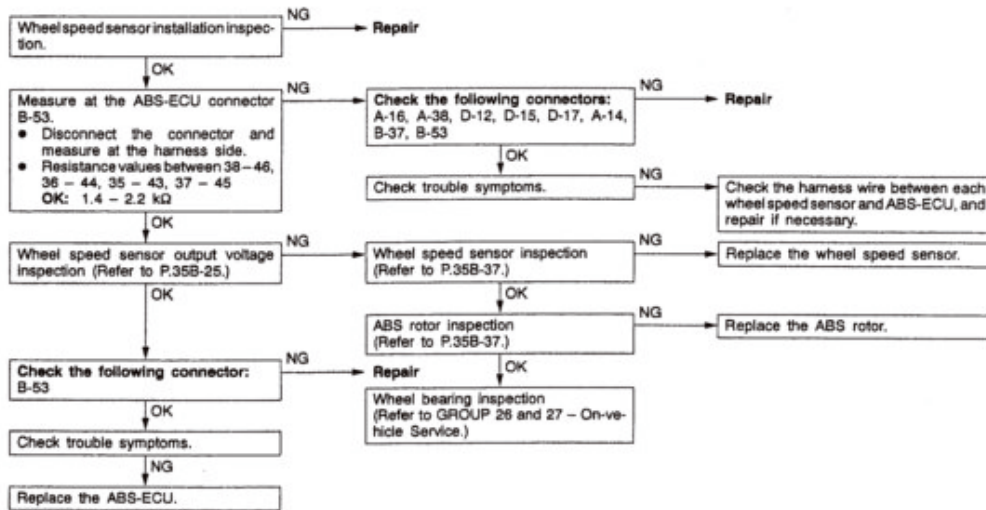 Wheel speed sensor installation inspec-
tion.
NG
Repair
OK
Measure at the ABS-ECU connector
B-53.
● Disconnect the connector and
measure at the harness side.
● Resistance values between 38 – 46,
36 – 44, 35 – 43, 37 – 45
OK: 1.4 – 2.2 kΩ
NG
Check the following connectors:
A-16, A-38, D-12, D-15, D-17, A-14,
B-37, B-53
NG
Repair
OK
Check trouble symptoms.
NG
Check the harness wire between each
wheel speed sensor and ABS-ECU, and
repair if necessary.
OK
Wheel speed sensor output voltage
inspection (Refer to P.35B-25.)
NG
Wheel speed sensor inspection
(Refer to P.35B-37.)
NG
Replace the wheel speed sensor.
OK
ABS rotor inspection
(Refer to P.35B-37.)
NG
Replace the ABS rotor.
OK
Wheel bearing inspection
(Refer to GROUP 26 and 27 – On-ve-
hicle Service.)
OK
Check the following connector:
B-53
NG
Repair
OK
Check trouble symptoms.
NG
Replace the ABS-ECU.